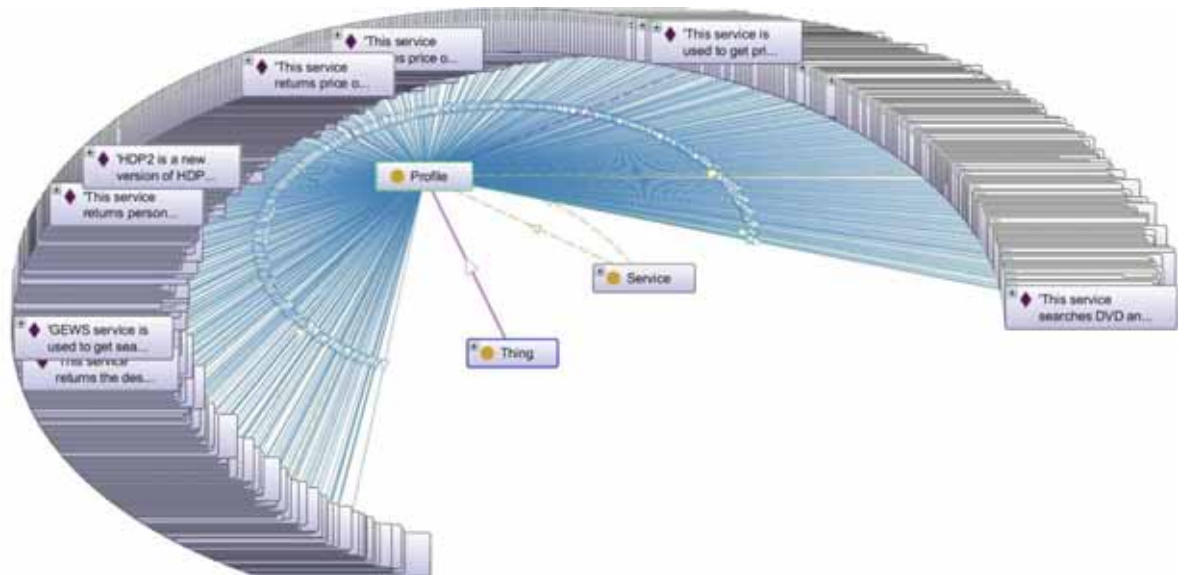 'This service
price o...
'This service is
used to get pri...
'This service
returns price o...
'HDP2 is a new
version of HDP...
Profile
'This service
returns person...
Service
'This service
searches DVD an...
'GEWS service is
used to get sea...
Thing
'This service
returns the des...